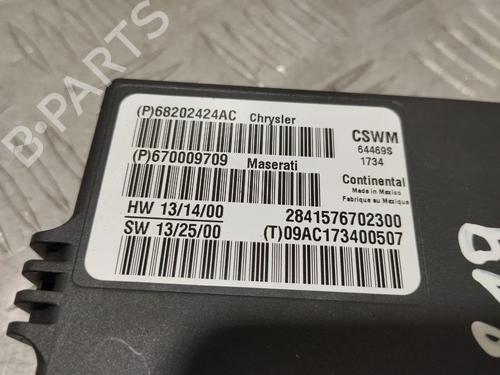 (P)68202424AC Chrysler
CSWM
64469S
1734
(P)670009709 Maserati
Continental
Made in Mexico
Fabrique au Mexique
HW 13/14/00 2841576702300
SW 13/25/00 (T)09AC173400507
B-PARTS